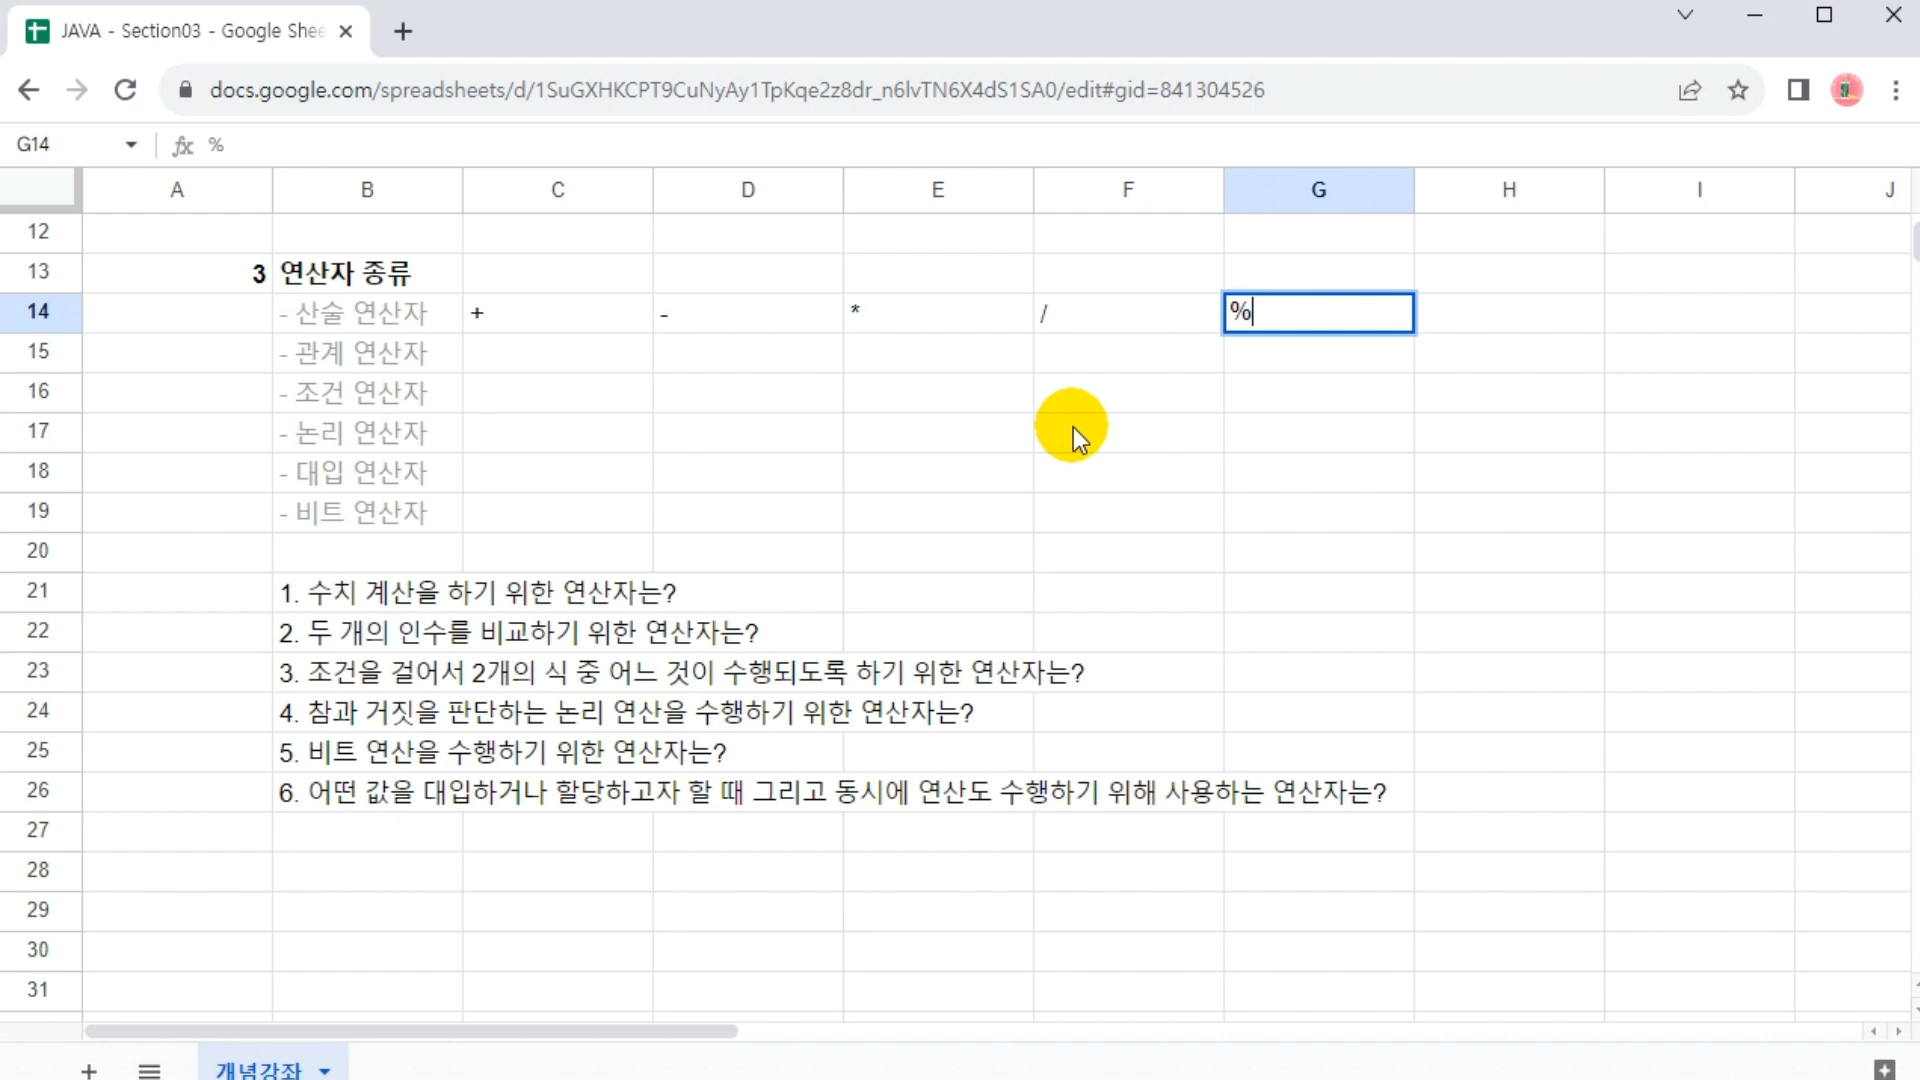 JAVA - Section03 - Google Shee
docs.google.com/spreadsheets/d/1SuGXHKCPT9CuNyAy1TpKqe2z8dr_n6lvTN6X4dS1SA0/edit#gid=841304526
G14 fx %
A B C D E F G H I J
12
13 3 연산자 종류
14 - 산술 연산자 + - * / %
15 - 관계 연산자
16 - 조건 연산자
17 - 논리 연산자
18 - 대입 연산자
19 - 비트 연산자
20
21 1. 수치 계산을 하기 위한 연산자는?
22 2. 두 개의 인수를 비교하기 위한 연산자는?
23 3. 조건을 걸어서 2개의 식 중 어느 것이 수행되도록 하기 위한 연산자는?
24 4. 참과 거짓을 판단하는 논리 연산을 수행하기 위한 연산자는?
25 5. 비트 연산을 수행하기 위한 연산자는?
26 6. 어떤 값을 대입하거나 할당하고자 할 때 그리고 동시에 연산도 수행하기 위해 사용하는 연산자는?
27
28
29
30
31
개념강좌